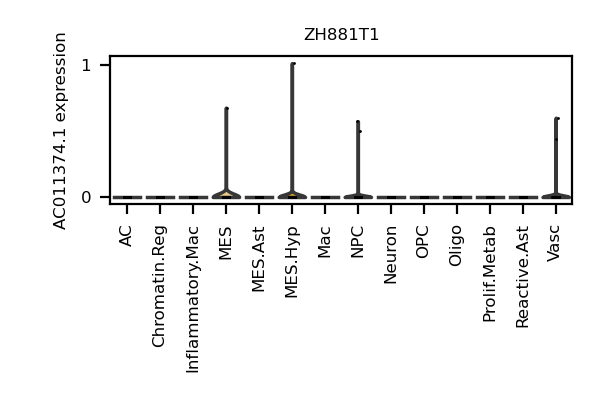 ZH881T1
AC011374.1 expression
1
0
AC
Chromatin.Reg
Inflammatory.Mac
MES
MES.Ast
MES.Hyp
Mac
NPC
Neuron
OPC
Oligo
Prolif.Metab
Reactive.Ast
Vasc